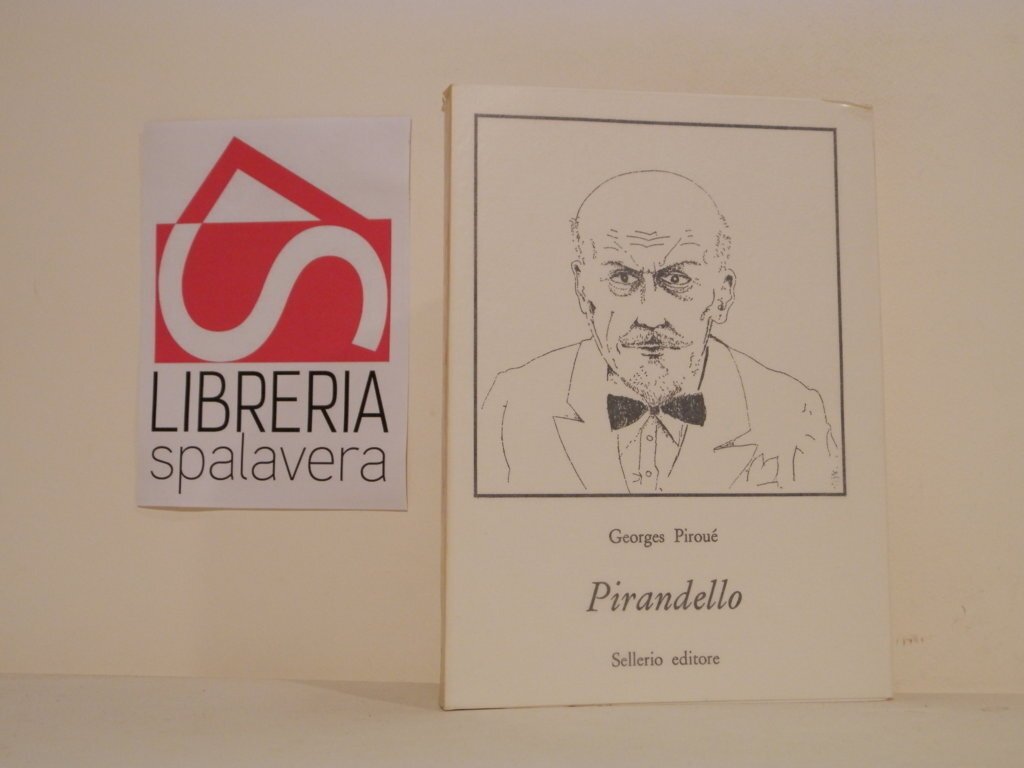 LIBRERIA
spalavera
Georges Piroué
Pirandello
Sellerio editore